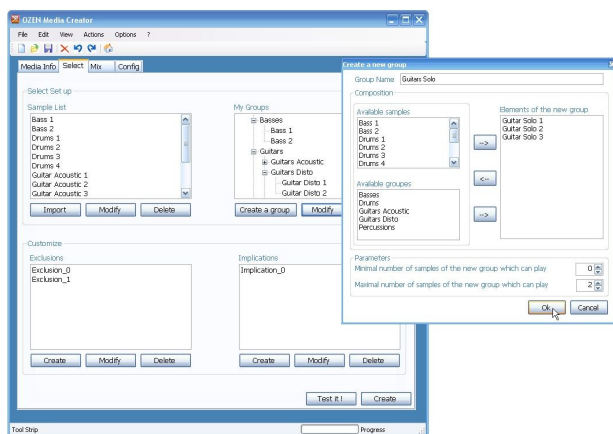 OZEN Media Creator
File Edit View Actions Options ?
Media Info Select Mix Config
Select Set up
Sample List
Bass 1
Bass 2
Drums 1
Drums 2
Drums 3
Drums 4
Guitar Acoustic 1
Guitar Acoustic 2
Guitar Acoustic 3
Import Modify Delete
My Groups
Basses
Bass 1
Bass 2
Guitars
Guitars Acoustic
Guitars Disto
Guitar Disto 1
Guitar Disto 2
Create a group Modify
Customize
Exclusions
Exclusion_0
Exclusion_1
Create Modify Delete
Implications
Implication_0
Create Modify Delete
Test it ! Create
Tool Strip Progress
Create a new group
Group Name Guitars Solo
Composition
Available samples
Bass 1
Bass 2
Drums 1
Drums 2
Drums 3
Drums 4
Available groupes
Basses
Drums
Guitars Acoustic
Guitars Disto
Percussions
-->
<--
-->
Elements of the new group
Guitar Solo 1
Guitar Solo 2
Guitar Solo 3
Parameters
Minimal number of samples of the new group which can play 0
Maximal number of samples of the new group which can play 2
Ok Cancel